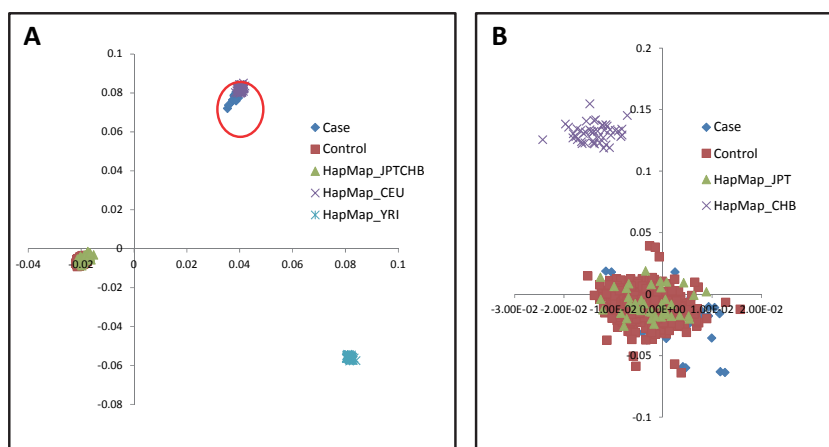 A
0.1
0.08
0.06
0.04
0.02
0
-0.02
-0.04
-0.06
-0.08
-0.04
-0.02
0
0.02
0.04
0.06
0.08
0.1
Case
Control
HapMap_JPTCHB
HapMap_CEU
HapMap_YRI
B
0.2
0.15
0.1
0.05
0
-0.05
-0.1
-3.00E-02
-2.00E-02
-1.00E-02
0.00E+00
1.00E-02
2.00E-02
Case
Control
HapMap_JPT
HapMap_CHB